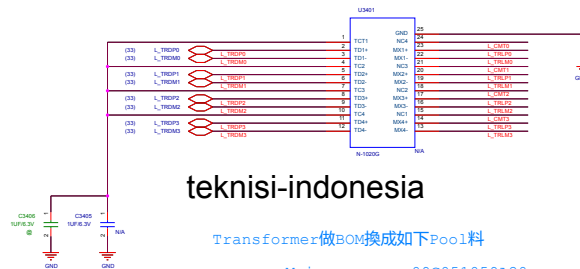 U3401
1 TCT1 GND 25
NC4 24
(33) L_TRDP0 L_TRDP0 2 TD1+ MX1+ 23 L_CMT0
(33) L_TRDM0 L_TRDM0 3 TD1- MX1- 22 L_TRLP0
4 TC2 NC3 21 L_TRLM0
(33) L_TRDP1 L_TRDP1 5 TD2+ MX2+ 20 L_CMT1
(33) L_TRDM1 L_TRDM1 6 TD2- MX2- 19 L_TRLP1
7 TC3 NC2 18 L_TRLM1
(33) L_TRDP2 L_TRDP2 8 TD3+ MX3+ 17 L_CMT2
(33) L_TRDM2 L_TRDM2 9 TD3- MX3- 16 L_TRLP2
10 TC4 NC1 15 L_TRLM2
(33) L_TRDP3 L_TRDP3 11 TD4+ MX4+ 14 L_CMT3
(33) L_TRDM3 L_TRDM3 12 TD4- MX4- 13 L_TRLP3
L_TRLM3
N-1020G N/A
teknisi-indonesia
C3406 1 C3405 1
1UF/6.3V 1UF/6.3V
@ 2 2 N/A
GND GND
Transformer做BOM換成如下Pool料